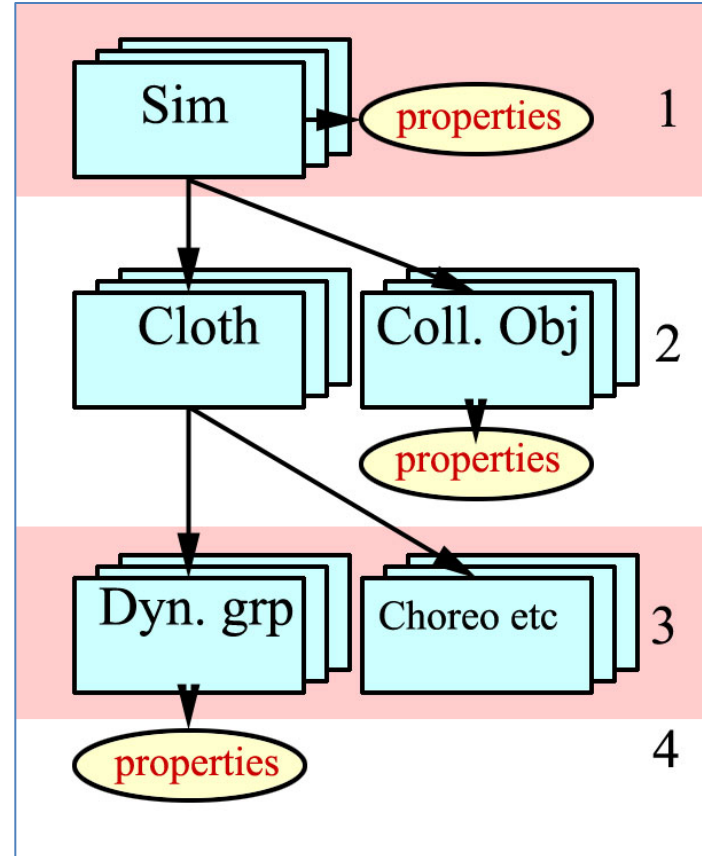 Sim
properties
1
Cloth
Coll. Obj
2
properties
Dyn. grp
Choreo etc
3
properties
4